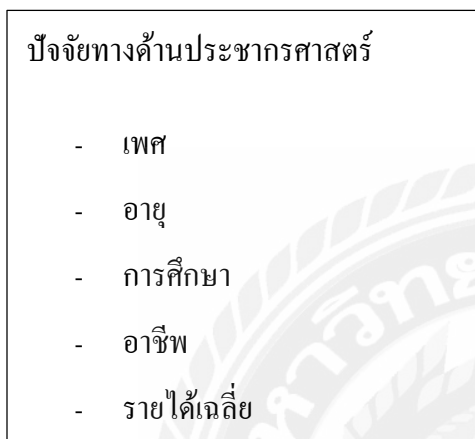 ปัจจัยทางด้านประชากรศาสตร์
- เพศ
- อายุ
- การศึกษา
- อาชีพ
- รายได้เฉลี่ย